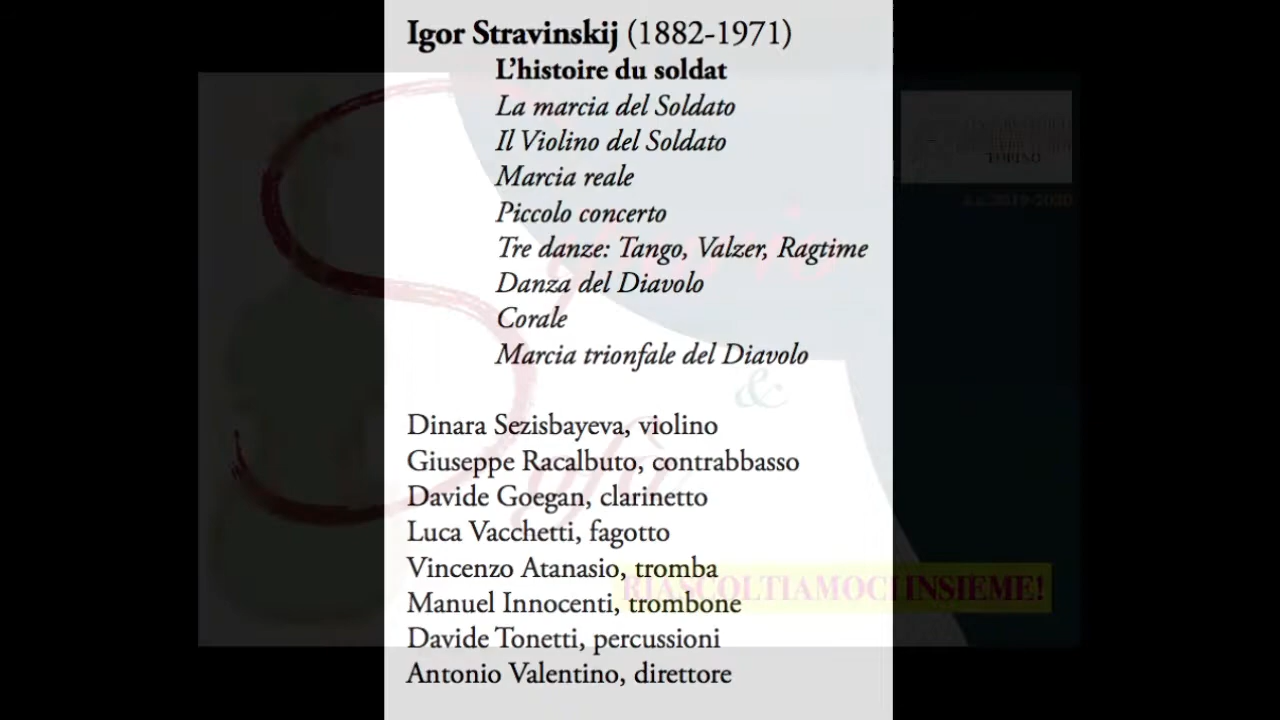 Igor Stravinskij (1882-1971)
L'histoire du soldat
La marcia del Soldato
Il Violino del Soldato
Marcia reale
Piccolo concerto
Tre danze: Tango, Valzer, Ragtime
Danza del Diavolo
Corale
Marcia trionfale del Diavolo
&
Dinara Sezisbayeva, violino
Giuseppe Racalbuto, contrabbasso
Davide Goegan, clarinetto
Luca Vacchetti, fagotto
Vincenzo Atanasio, tromba
Manuel Innocenti, trombone
Davide Tonetti, percussioni
Antonio Valentino, direttore
TORINO
a.a. 2019-2020
RIASCOLTIAMOCI INSIEME!